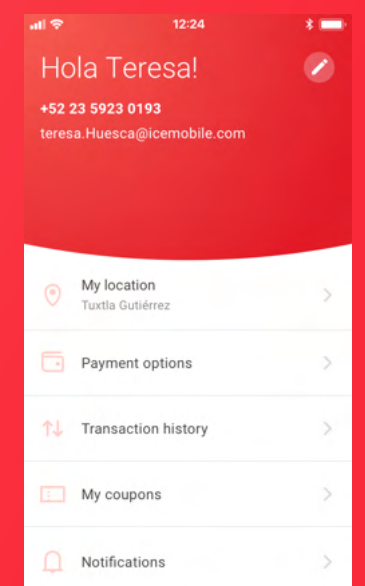 12:24
Hola Teresa!
+52 23 5923 0193
teresa.Huesca@icemobile.com
My location
Tuxtla Gutiérrez
Payment options
Transaction history
My coupons
Notifications